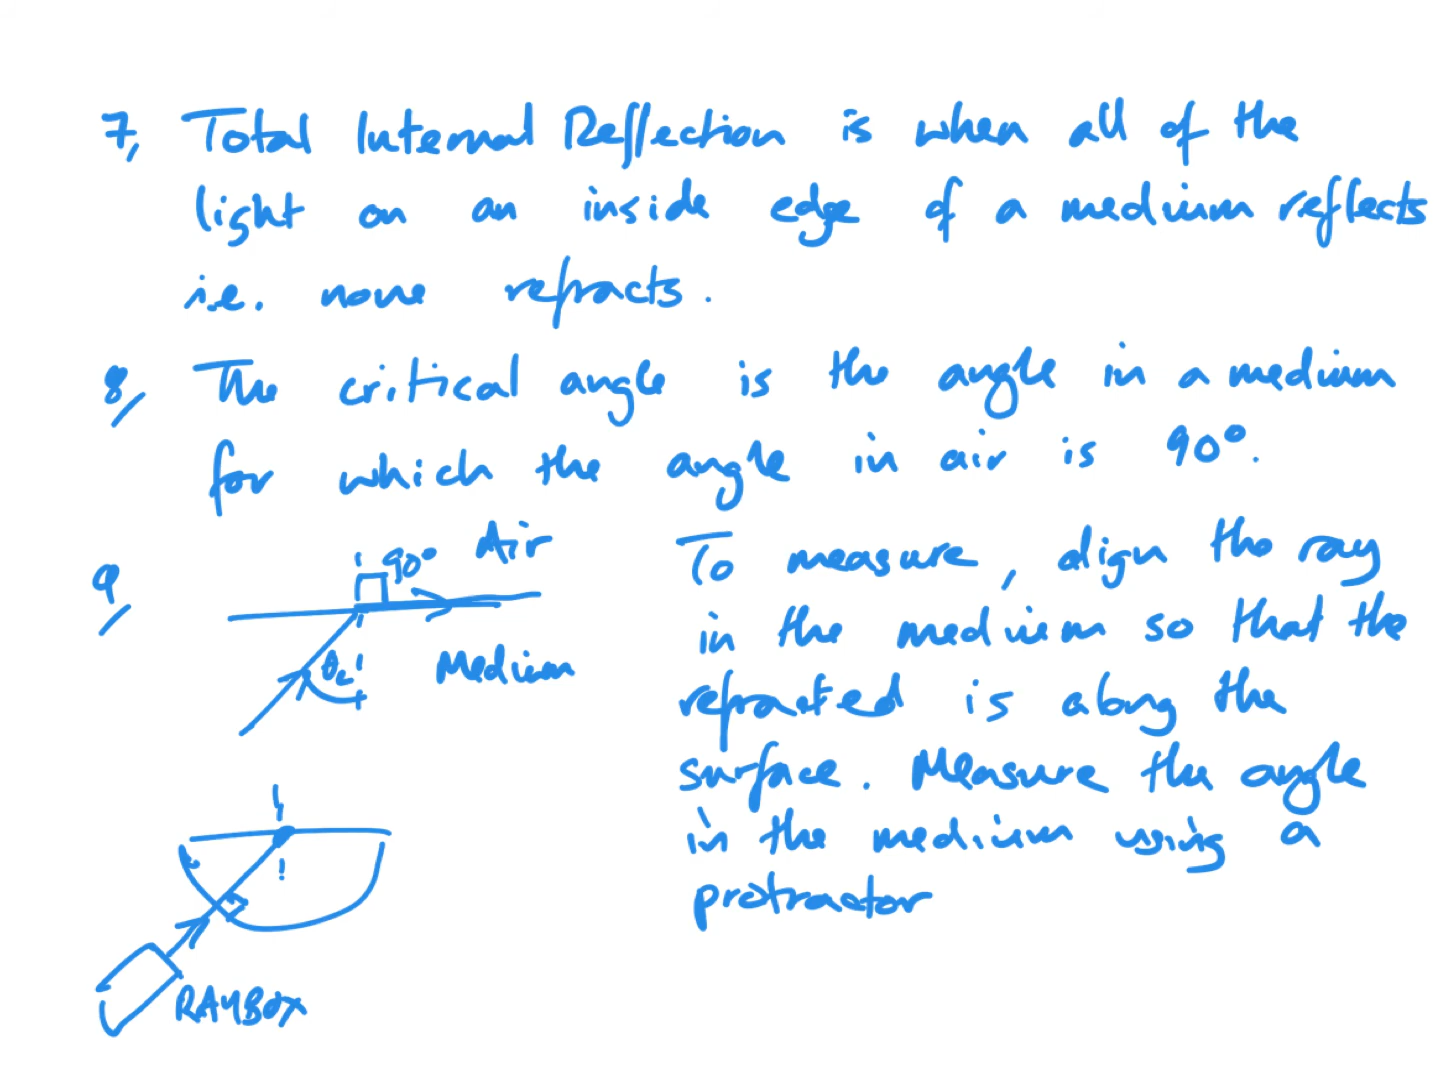 7, Total Internal Reflection is when all of the
light on an inside edge of a medium reflects
i.e. none refracts.
8, The critical angle is the angle in a medium
for which the angle in air is 90°.
9,
90° Air
θc Medium
To measure, align the ray
in the medium so that the
refracted is along the
surface. Measure the angle
in the medium using a
protractor
RAYBOX